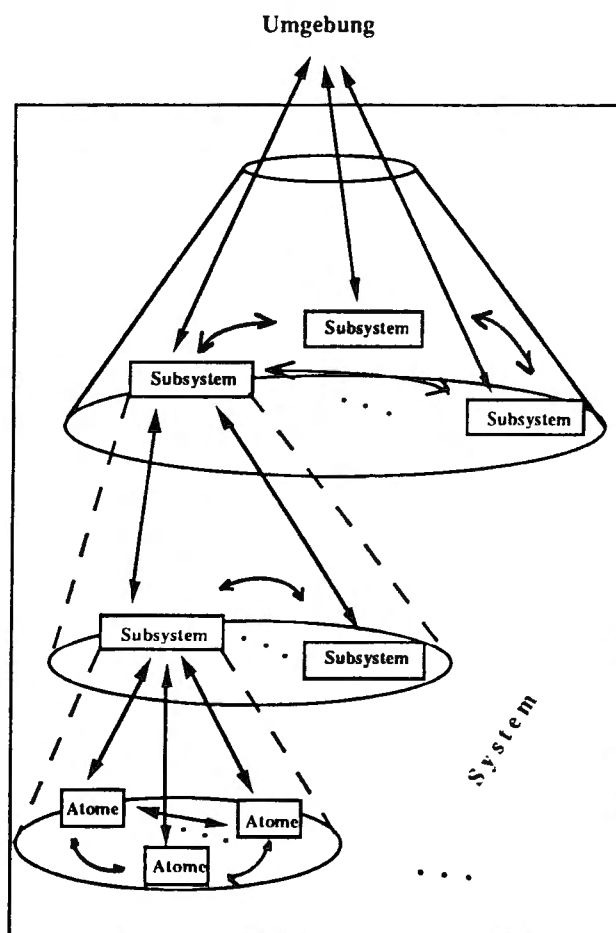 Umgebung
Subsystem
Subsystem
. . .
Subsystem
Subsystem
. . .
Subsystem
System
Atome
. . .
Atome
Atome
. . .